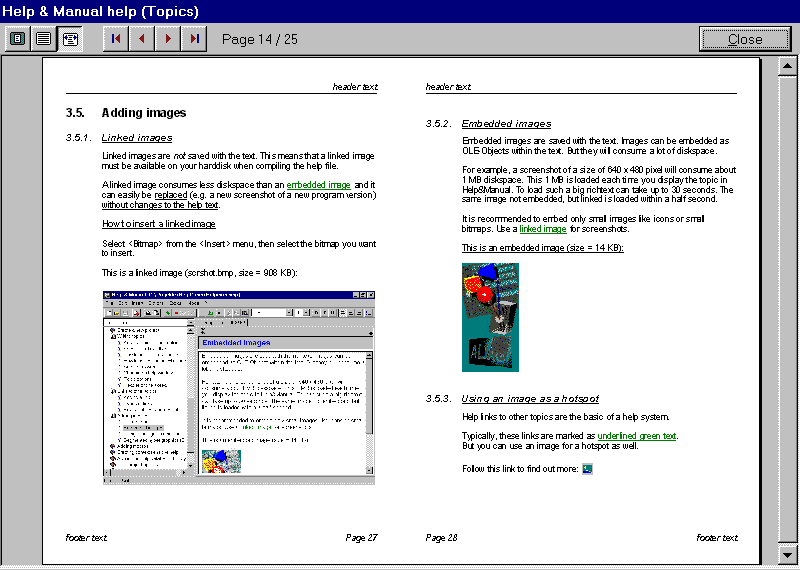 Help & Manual help (Topics)
Page 14 / 25
Close
header text
3.5. Adding images
3.5.1. Linked images
Linked images are not saved with the text. This means that a linked image
must be available on your harddisk when compiling the help file.
A linked image consumes less diskspace than an embedded image and it
can easily be replaced (e.g. a new screenshot of a new program version)
without changes to the help text.
How to insert a linked image
Select <Bitmap> from the <Insert> menu, then select the bitmap you want
to insert.
This is a linked image (scrshot.bmp, size = 908 KB):
Embedded images
footer text
Page 27
header text
3.5.2. Embedded images
Embedded images are saved with the text. Images can be embedded as
OLE-Objects within the text. But they will consume a lot of diskspace.
For example, a screenshot of a size of 640 x 480 pixel will consume about
1 MB diskspace. This 1 MB is loaded each time you display the topic in
Help&Manual. To load such a big richtext can take up to 30 seconds. The
same image not embedded, but linked is loaded within a half second.
It is recommended to embed only small images like icons or small
bitmaps. Use a linked image for screenshots.
This is an embedded image (size = 14 KB):
3.5.3. Using an image as a hotspot
Help links to other topics are the basic of a help system.
Typically, these links are marked as underlined green text.
But you can use an image for a hotspot as well.
Follow this link to find out more:
Page 28
footer text